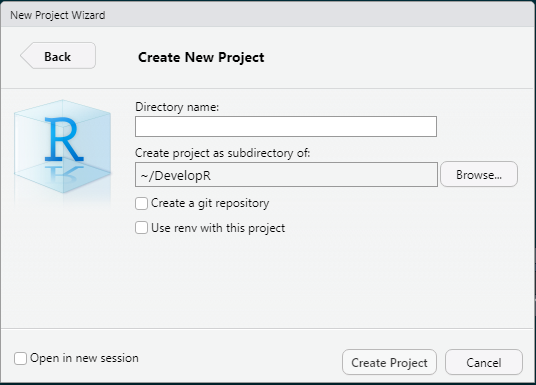 New Project Wizard
Back
Create New Project
R
Directory name:
Create project as subdirectory of:
~/DevelopR
Browse...
Create a git repository
Use renv with this project
Open in new session
Create Project
Cancel